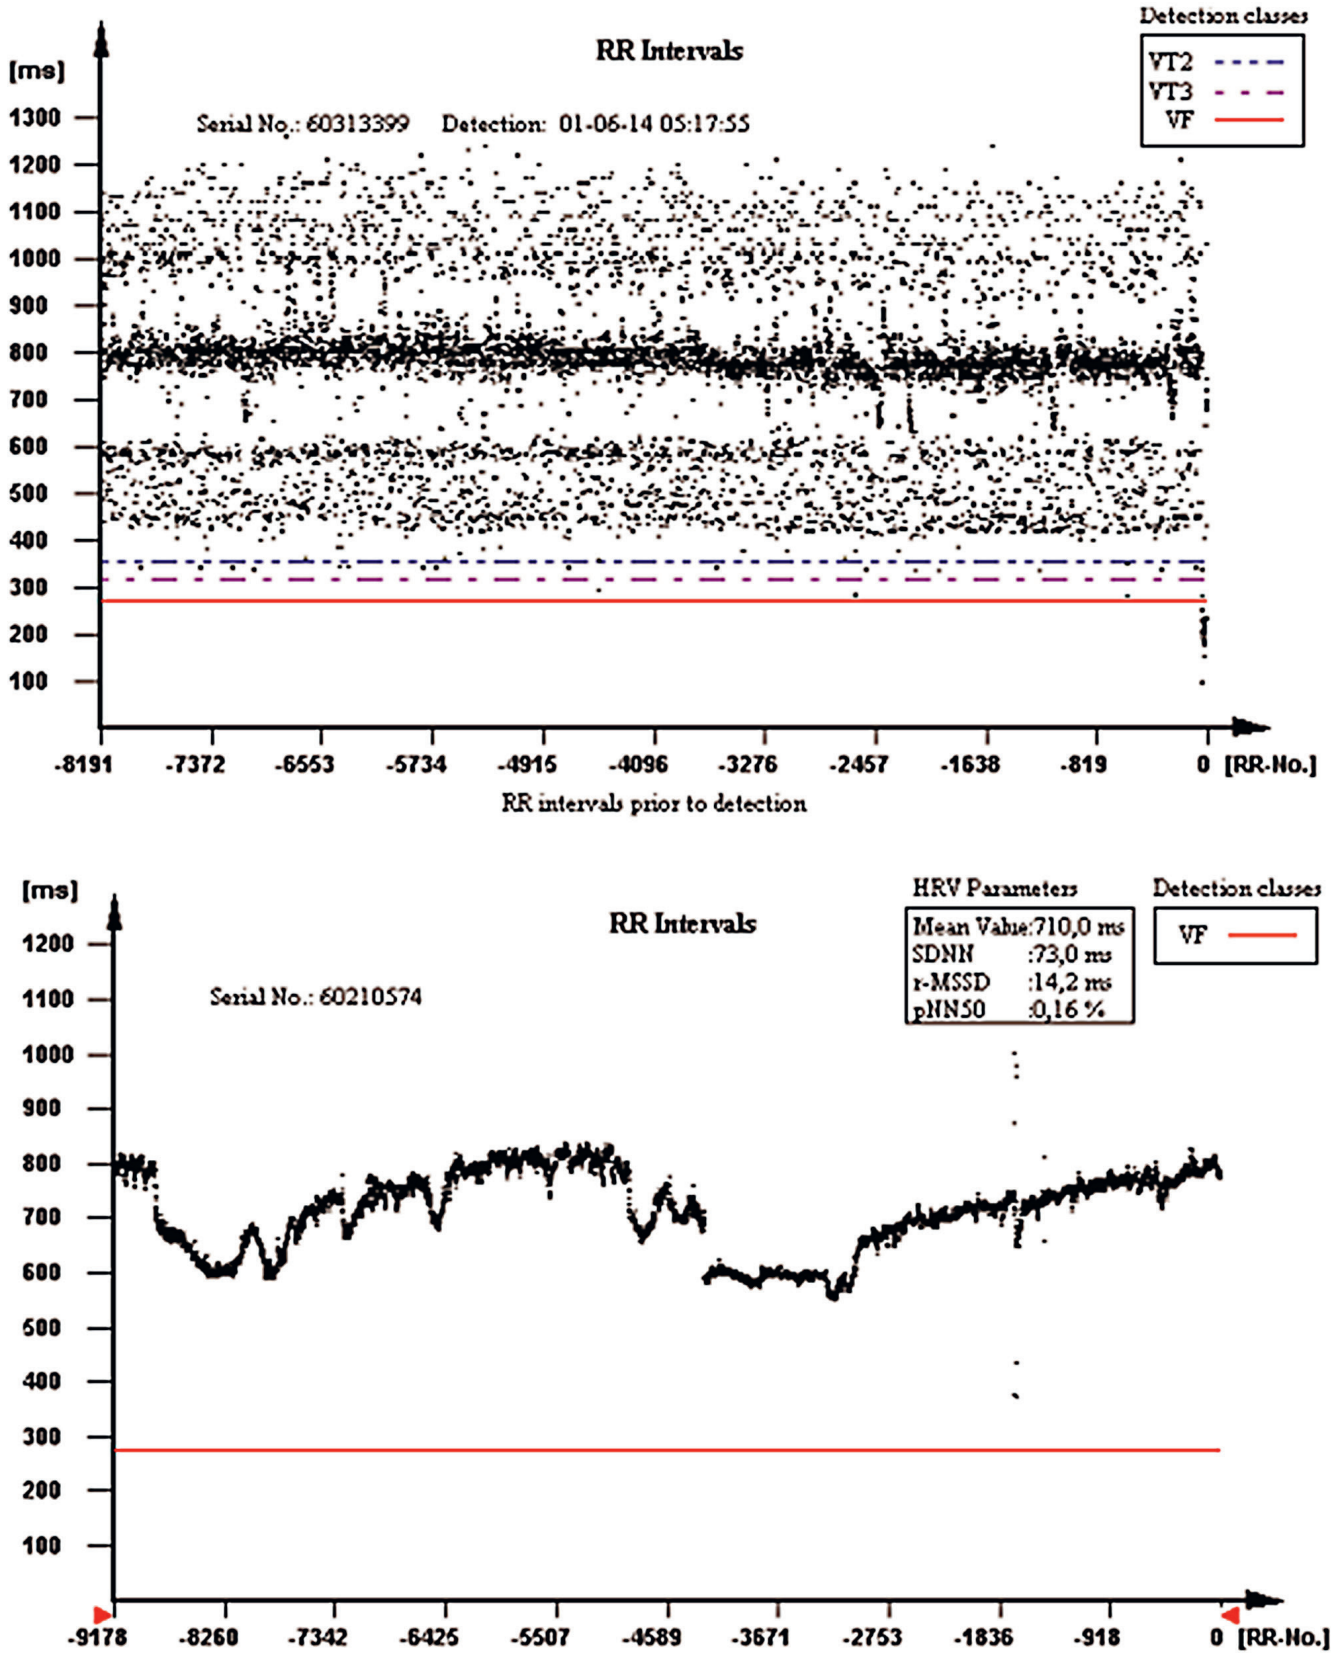 Detection classes
RR Intervals
[ms]
VT2
VT3
VF
Serial No.: 60313399 Detection: 01-06-14 05:17:55
1300
1200
1100
1000
900
800
700
600
500
400
300
200
100
-8191 -7372 -6553 -5734 -4915 -4096 -3276 -2457 -1638 -819 0 [RR-No.]
RR intervals prior to detection
[ms]
HRV Parameters
Detection classes
RR Intervals
Mean Value:710,0 ms
SDNN :73,0 ms
r-MSSD :14,2 ms
pNN50 :0,16 %
VF
Serial No.: 60210574
1200
1100
1000
900
800
700
600
500
400
300
200
100
-9178 -8260 -7342 -6425 -5507 -4589 -3671 -2753 -1836 -918 0 [RR-No.]